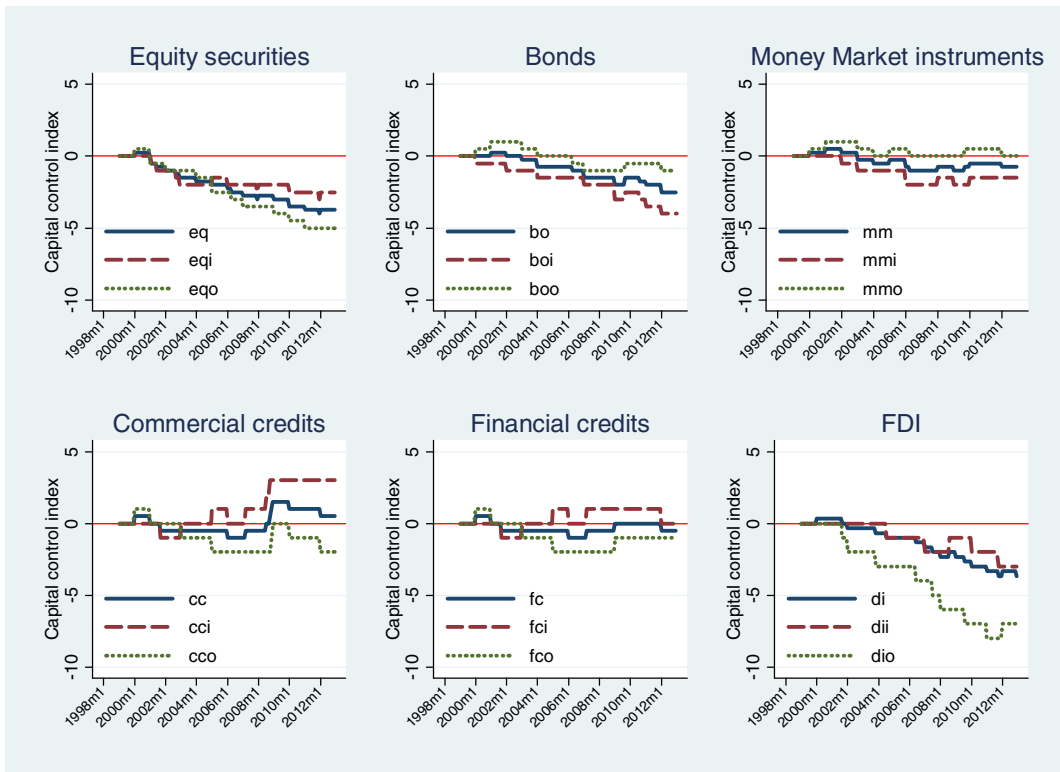 Equity securities
Capital control index
5
0
-5
-10
eq
eqi
eqo
1998m1
2000m1
2002m1
2004m1
2006m1
2008m1
2010m1
2012m1
Bonds
Capital control index
5
0
-5
-10
bo
boi
boo
1998m1
2000m1
2002m1
2004m1
2006m1
2008m1
2010m1
2012m1
Money Market instruments
Capital control index
5
0
-5
-10
mm
mmi
mmo
1998m1
2000m1
2002m1
2004m1
2006m1
2008m1
2010m1
2012m1
Commercial credits
Capital control index
5
0
-5
-10
cc
cci
cco
1998m1
2000m1
2002m1
2004m1
2006m1
2008m1
2010m1
2012m1
Financial credits
Capital control index
5
0
-5
-10
fc
fci
fco
1998m1
2000m1
2002m1
2004m1
2006m1
2008m1
2010m1
2012m1
FDI
Capital control index
5
0
-5
-10
di
dii
dio
1998m1
2000m1
2002m1
2004m1
2006m1
2008m1
2010m1
2012m1